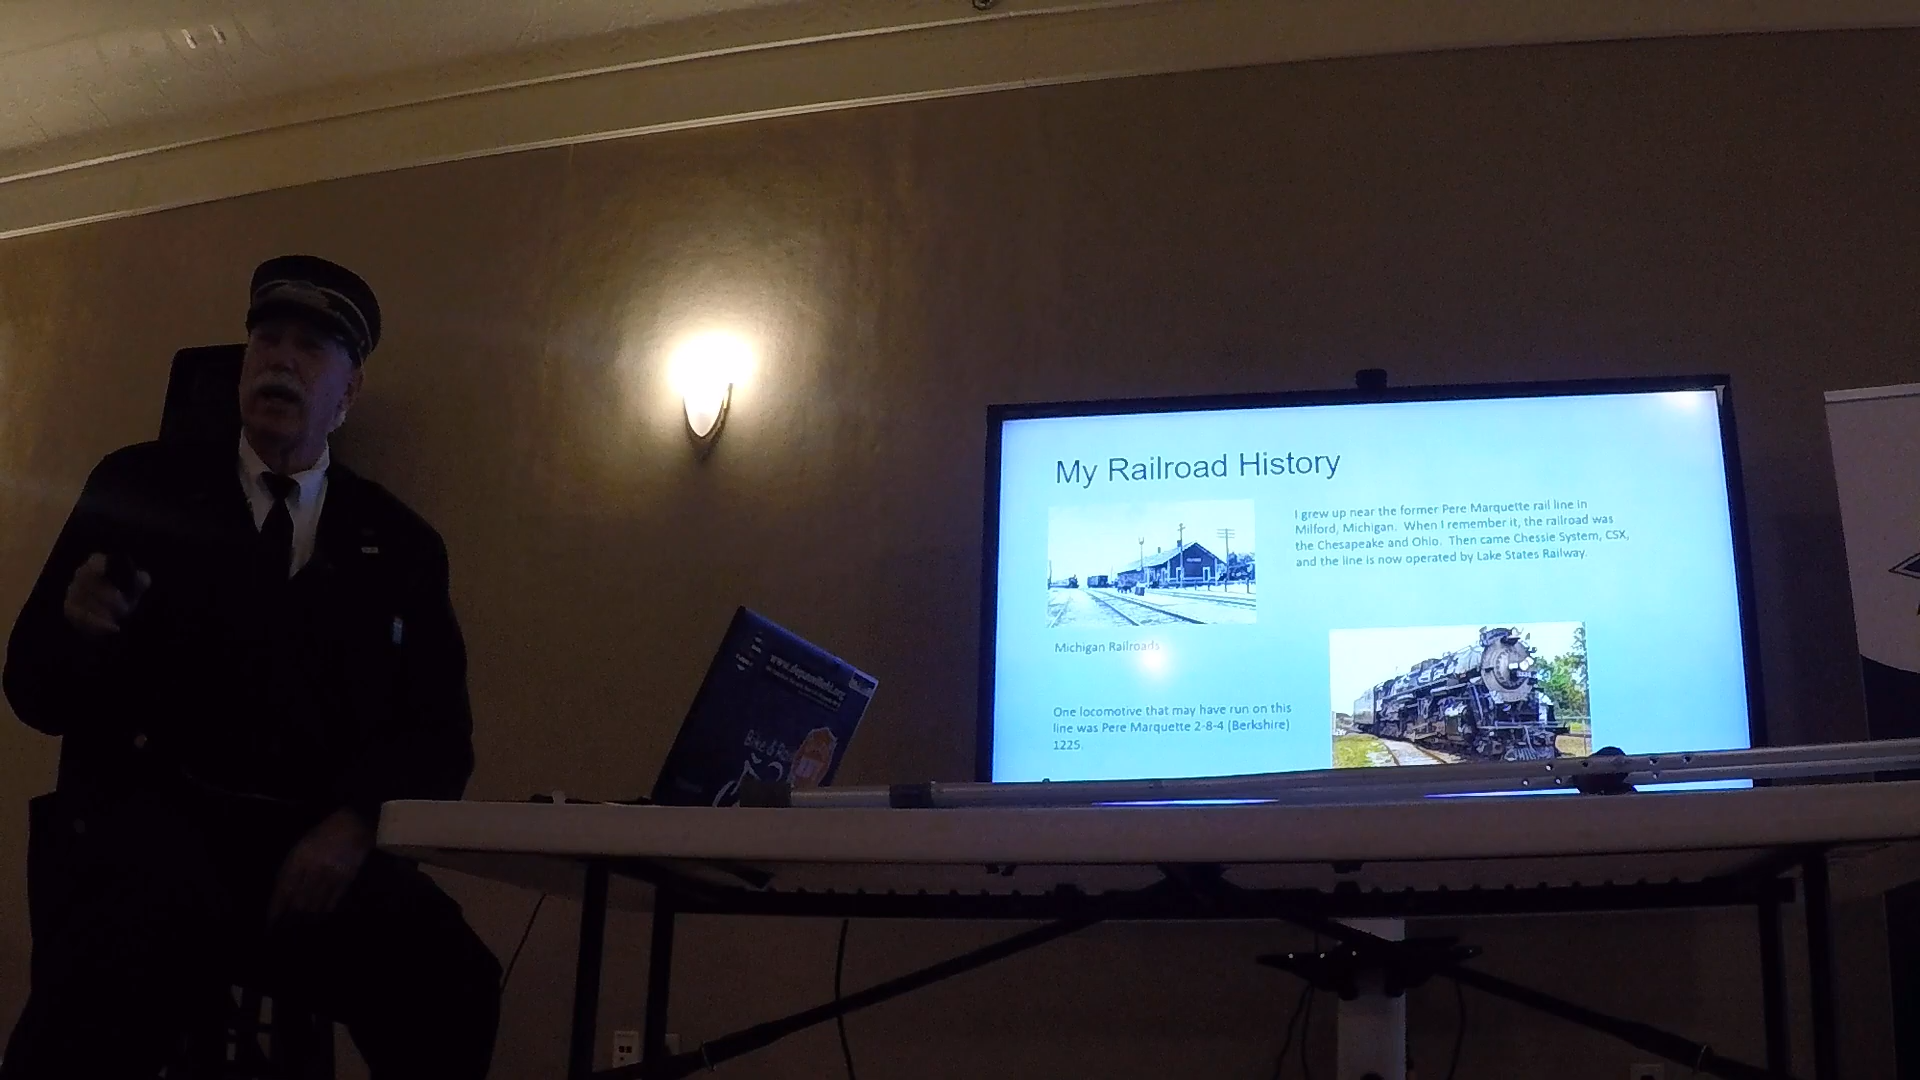 My Railroad History
I grew up near the former Pere Marquette rail line in
Milford, Michigan. When I remember it, the railroad was
the Chesapeake and Ohio. Then came Chessie System, CSX,
and the line is now operated by Lake States Railway.
Michigan Railroads
One locomotive that may have run on this
line was Pere Marquette 2-8-4 (Berkshire)
1225.
Bike &